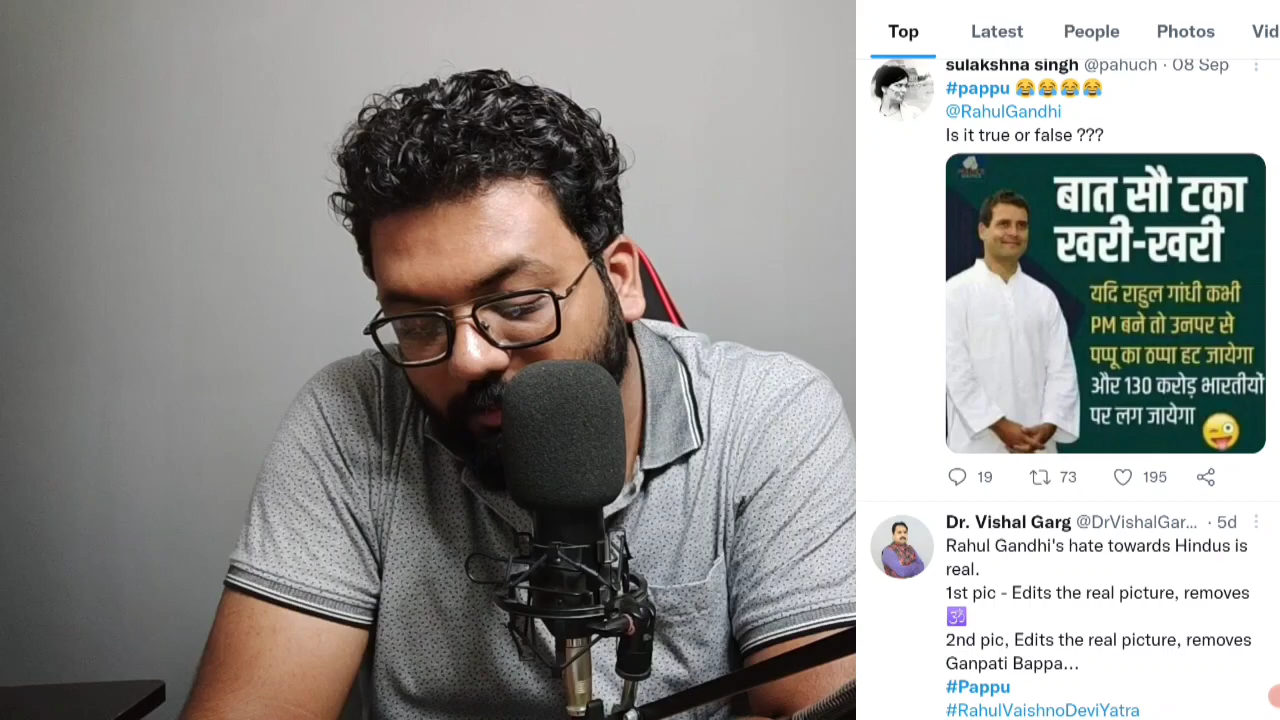 Top Latest People Photos Vid
sulakshna singh @pahuch · 08 Sep
#pappu 😂😂😂😂
@RahulGandhi
Is it true or false ???
बात सौ टका
खरी-खरी
यदि राहुल गांधी कभी
PM बने तो उनपर से
पप्पू का ठप्पा हट जायेगा
और 130 करोड़ भारतीयों
पर लग जायेगा
19 73 195
Dr. Vishal Garg @DrVishalGar... · 5d
Rahul Gandhi's hate towards Hindus is
real.
1st pic - Edits the real picture, removes
🕉
2nd pic, Edits the real picture, removes
Ganpati Bappa...
#Pappu
#RahulVaishnoDeviYatra